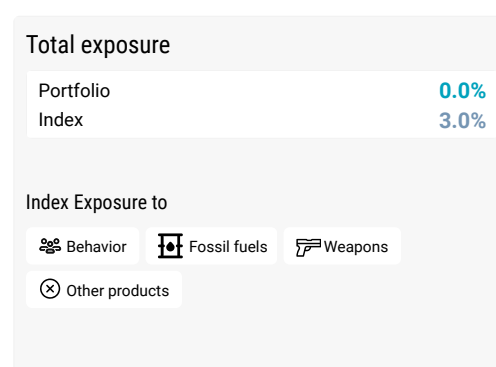 Total exposure
Portfolio 0.0%
Index 3.0%
Index Exposure to
Behavior Fossil fuels Weapons
Other products